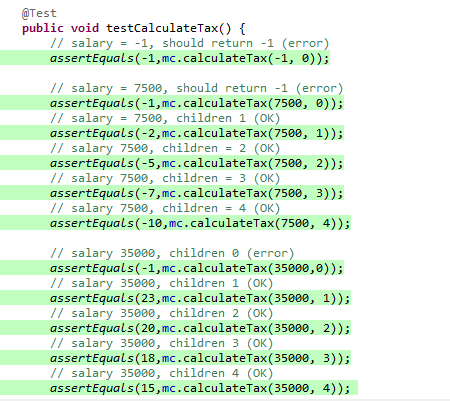 @Test
public void testCalculateTax() {
// salary = -1, should return -1 (error)
assertEquals(-1,mc.calculateTax(-1, 0));
// salary = 7500, should return -1 (error)
assertEquals(-1,mc.calculateTax(7500, 0));
// salary = 7500, children 1 (OK)
assertEquals(-2,mc.calculateTax(7500, 1));
// salary 7500, children = 2 (OK)
assertEquals(-5,mc.calculateTax(7500, 2));
// salary 7500, children = 3 (OK)
assertEquals(-7,mc.calculateTax(7500, 3));
// salary 7500, children = 4 (OK)
assertEquals(-10,mc.calculateTax(7500, 4));
// salary 35000, children 0 (error)
assertEquals(-1,mc.calculateTax(35000,0));
// salary 35000, children 1 (OK)
assertEquals(23,mc.calculateTax(35000, 1));
// salary 35000, children 2 (OK)
assertEquals(20,mc.calculateTax(35000, 2));
// salary 35000, children 3 (OK)
assertEquals(18,mc.calculateTax(35000, 3));
// salary 35000, children 4 (OK)
assertEquals(15,mc.calculateTax(35000, 4));